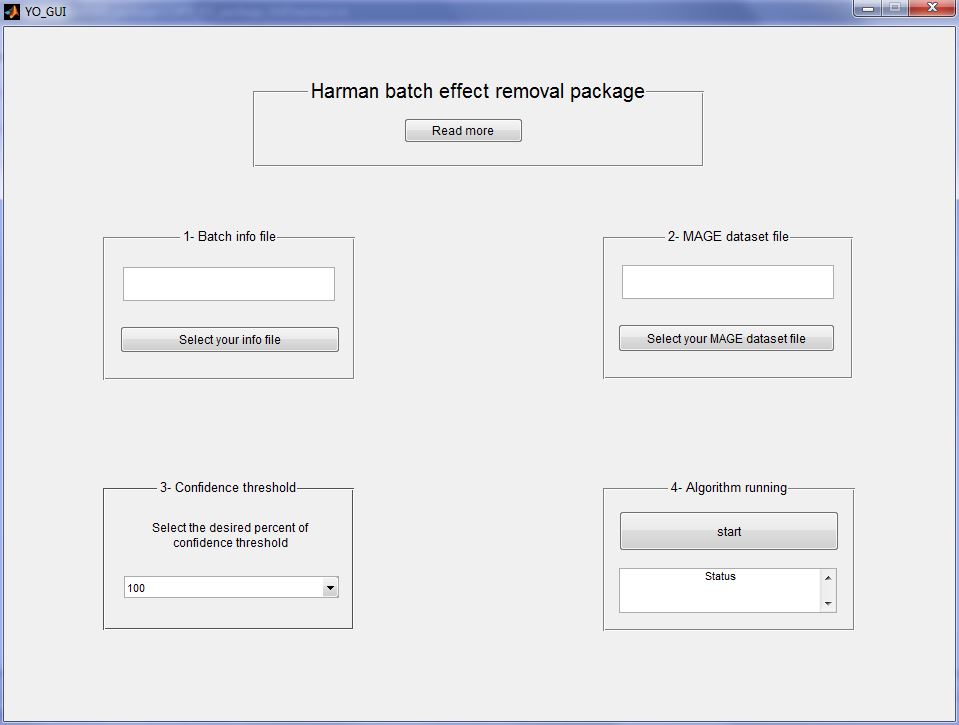 YO_GUI
Harman batch effect removal package
Read more
1- Batch info file
Select your info file
2- MAGE dataset file
Select your MAGE dataset file
3- Confidence threshold
Select the desired percent of
confidence threshold
100
4- Algorithm running
start
Status